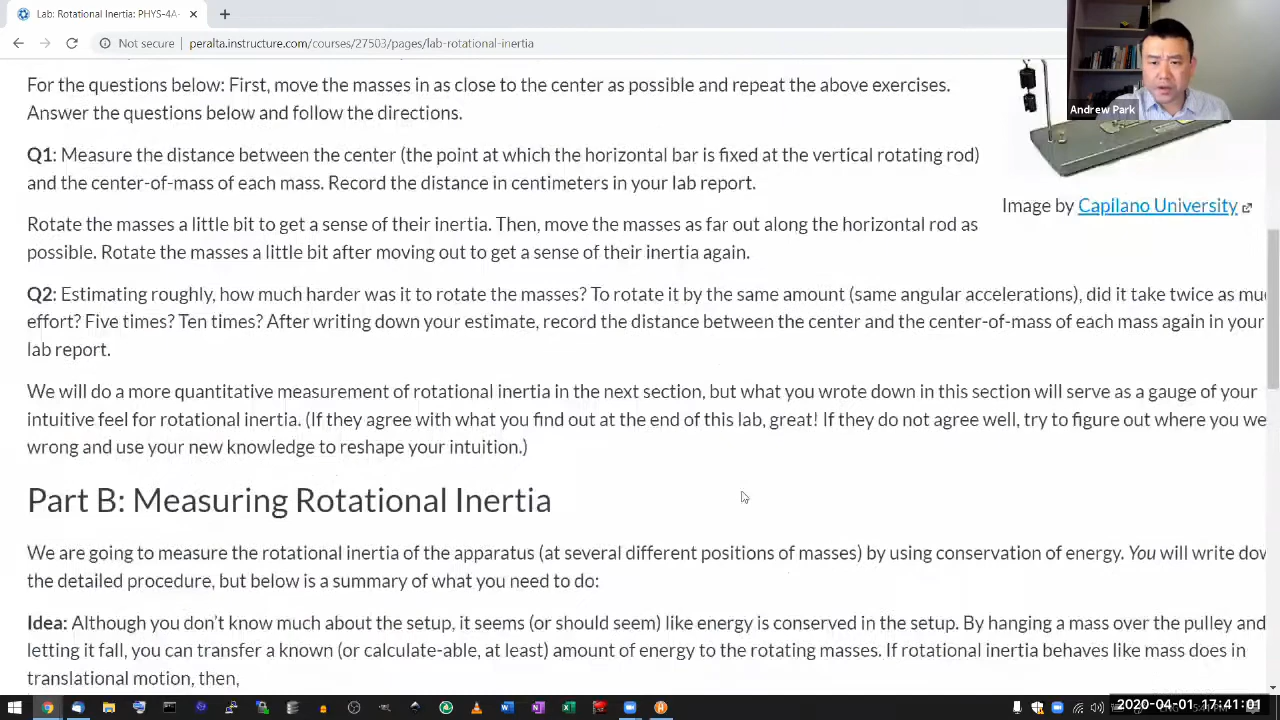 Lab: Rotational Inertia: PHYS-4A-
Not secure | peralta.instructure.com/courses/27503/pages/lab-rotational-inertia
Andrew Park
For the questions below: First, move the masses in as close to the center as possible and repeat the above exercises.
Answer the questions below and follow the directions.
Q1: Measure the distance between the center (the point at which the horizontal bar is fixed at the vertical rotating rod)
and the center-of-mass of each mass. Record the distance in centimeters in your lab report.
Image by Capilano University
Rotate the masses a little bit to get a sense of their inertia. Then, move the masses as far out along the horizontal rod as
possible. Rotate the masses a little bit after moving out to get a sense of their inertia again.
Q2: Estimating roughly, how much harder was it to rotate the masses? To rotate it by the same amount (same angular accelerations), did it take twice as mu
effort? Five times? Ten times? After writing down your estimate, record the distance between the center and the center-of-mass of each mass again in your
lab report.
We will do a more quantitative measurement of rotational inertia in the next section, but what you wrote down in this section will serve as a gauge of your
intuitive feel for rotational inertia. (If they agree with what you find out at the end of this lab, great! If they do not agree well, try to figure out where you we
wrong and use your new knowledge to reshape your intuition.)
Part B: Measuring Rotational Inertia
We are going to measure the rotational inertia of the apparatus (at several different positions of masses) by using conservation of energy. You will write dov
the detailed procedure, but below is a summary of what you need to do:
Idea: Although you don't know much about the setup, it seems (or should seem) like energy is conserved in the setup. By hanging a mass over the pulley and
letting it fall, you can transfer a known (or calculate-able, at least) amount of energy to the rotating masses. If rotational inertia behaves like mass does in
translational motion, then,
2020-04-01 17:41:01